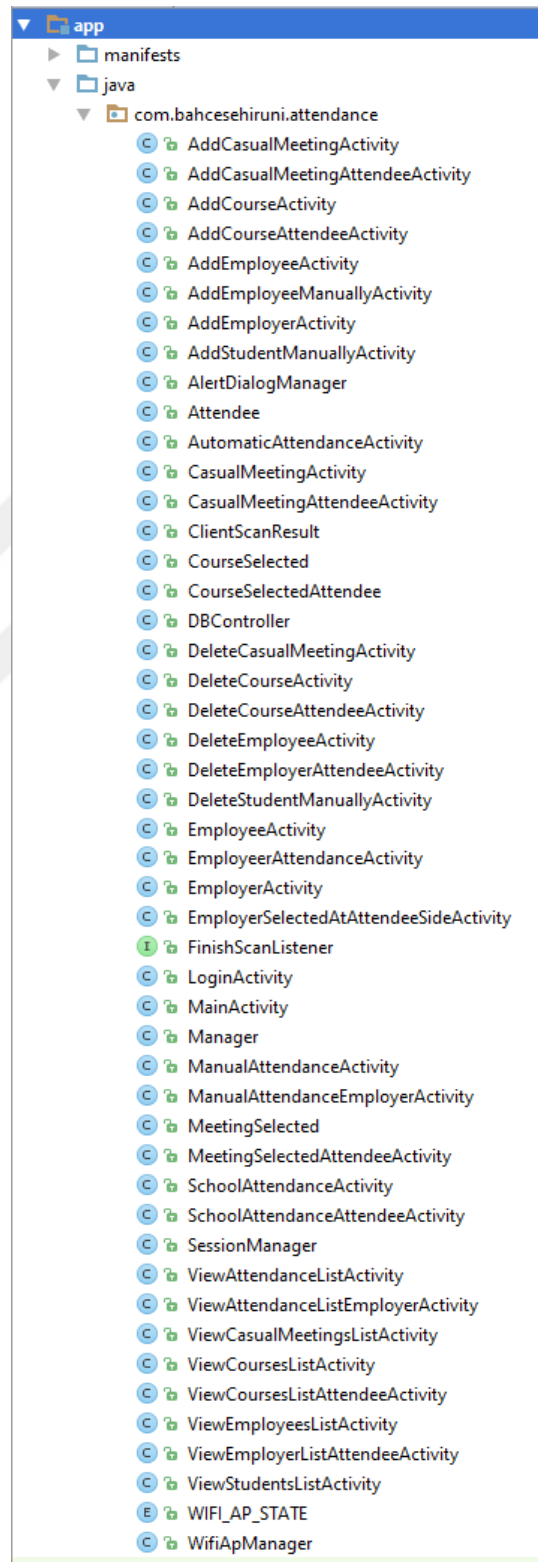 app
manifests
java
com.bahcesehiruni.attendance
C AddCasualMeetingActivity
C AddCasualMeetingAttendeeActivity
C AddCourseActivity
C AddCourseAttendeeActivity
C AddEmployeeActivity
C AddEmployeeManuallyActivity
C AddEmployerActivity
C AddStudentManuallyActivity
C AlertDialogManager
C Attendee
C AutomaticAttendanceActivity
C CasualMeetingActivity
C CasualMeetingAttendeeActivity
C ClientScanResult
C CourseSelected
C CourseSelectedAttendee
C DBController
C DeleteCasualMeetingActivity
C DeleteCourseActivity
C DeleteCourseAttendeeActivity
C DeleteEmployeeActivity
C DeleteEmployerAttendeeActivity
C DeleteStudentManuallyActivity
C EmployeeActivity
C EmployeerAttendanceActivity
C EmployerActivity
C EmployerSelectedAtAttendeeSideActivity
I FinishScanListener
C LoginActivity
C MainActivity
C Manager
C ManualAttendanceActivity
C ManualAttendanceEmployerActivity
C MeetingSelected
C MeetingSelectedAttendeeActivity
C SchoolAttendanceActivity
C SchoolAttendanceAttendeeActivity
C SessionManager
C ViewAttendanceListActivity
C ViewAttendanceListEmployerActivity
C ViewCasualMeetingsListActivity
C ViewCoursesListActivity
C ViewCoursesListAttendeeActivity
C ViewEmployeesListActivity
C ViewEmployerListAttendeeActivity
C ViewStudentsListActivity
E WIFI_AP_STATE
C WifiApManager